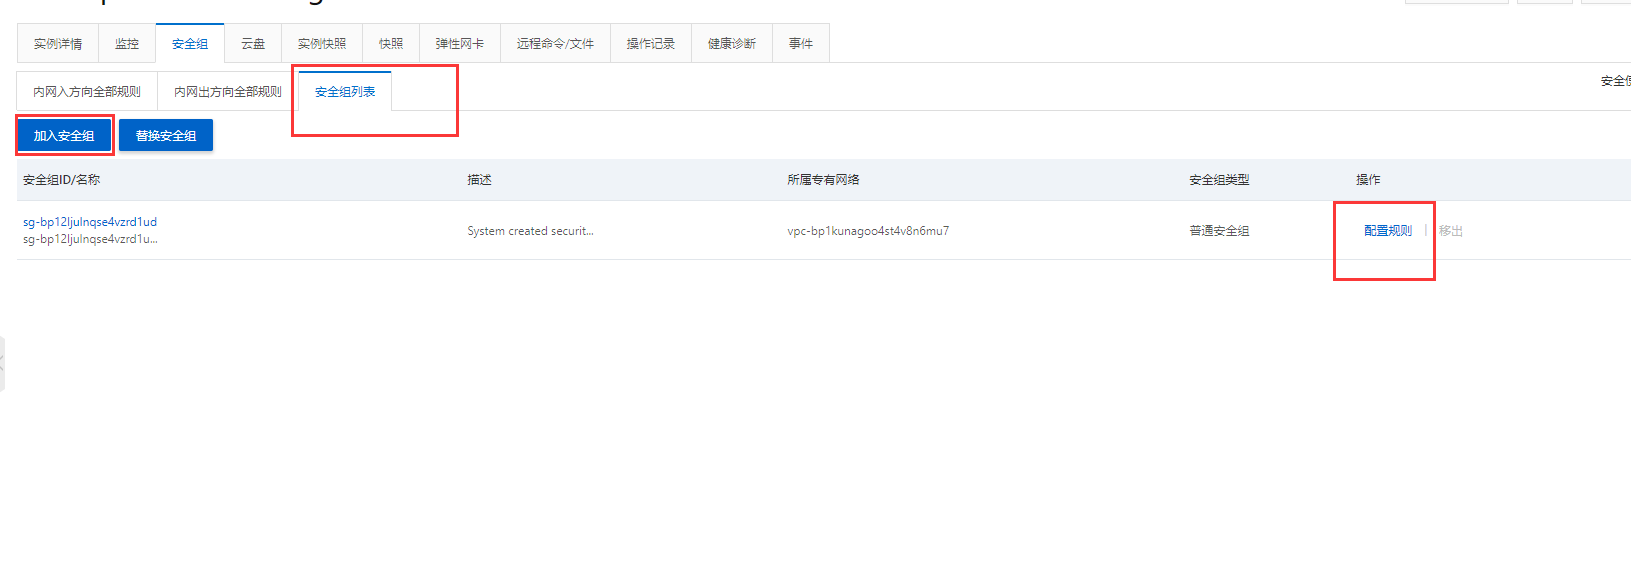 实例详情 监控 安全组 云盘 实例快照 快照 弹性网卡 远程命令/文件 操作记录 健康诊断 事件
内网入方向全部规则 内网出方向全部规则 安全组列表 安全
加入安全组 替换安全组
安全组ID/名称 描述 所属专有网络 安全组类型 操作
sg-bp12ljulnqse4vzrd1ud
sg-bp12ljulnqse4vzrd1u... System created securit... vpc-bp1kunagoo4st4v8n6mu7 普通安全组 配置规则 | 移出